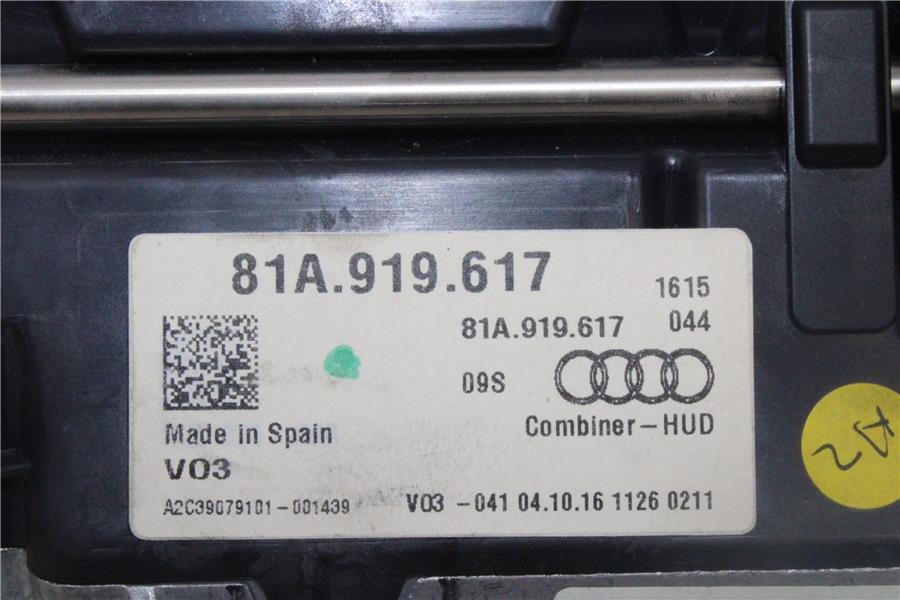 81A.919.617
1615
81A.919.617 044
09S
Combiner-HUD
Made in Spain
V03
A2C39079101-001439
V03 -041 04.10.16 1126 0211
A2